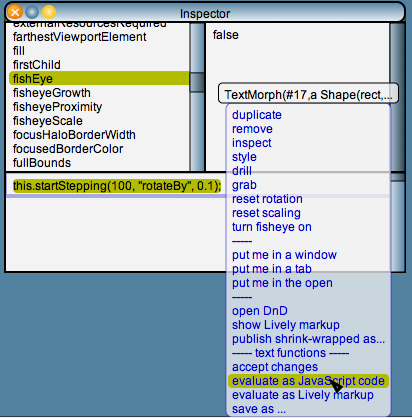 Inspector
externalResourcesRequired
farthestViewportElement
fill
firstChild
fishEye
fisheyeGrowth
fisheyeProximity
fisheyeScale
focusHaloBorderWidth
focusedBorderColor
fullBounds
false
this.startStepping(100, "rotateBy", 0.1);
TextMorph(#17,a Shape(rect,...
duplicate
remove
inspect
style
drill
grab
reset rotation
reset scaling
turn fisheye on
-----
put me in a window
put me in a tab
put me in the open
-----
open DnD
show Lively markup
publish shrink-wrapped as...
----- text functions -----
accept changes
evaluate as JavaScript code
evaluate as Lively markup
save as ...